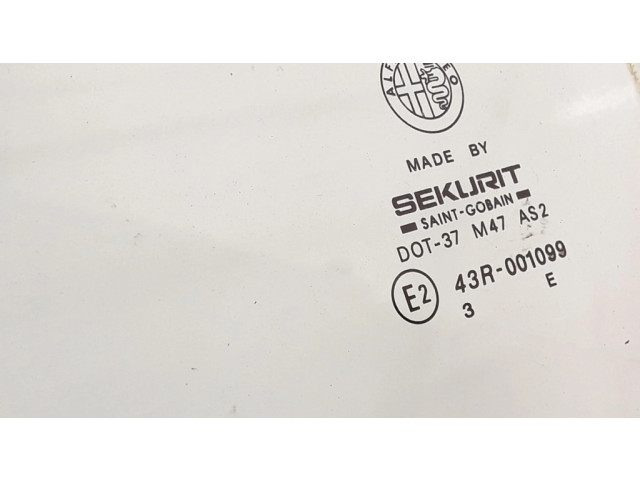 MADE BY
SEKURIT
SAINT-GOBAIN
DOT-37 M47 AS2
E2 43R-001099
3 E